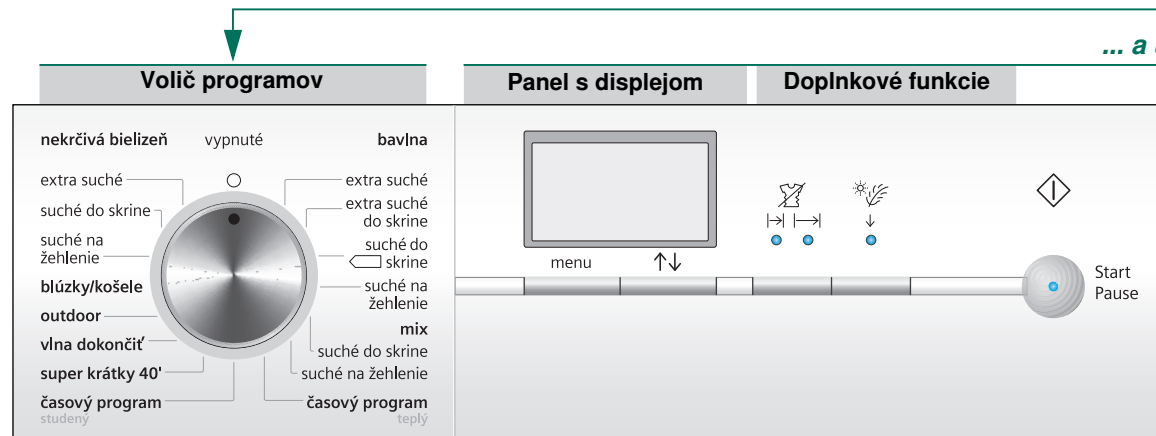 ... a
Volič programov
Panel s displejom
Doplnkové funkcie
nekrčivá bielizeň
vypnuté
bavlna
extra suché
suché do skrine
suché na
žehlenie
blúzky/košele
outdoor
vlna dokončiť
super krátky 40'
časový program
studený
extra suché
extra suché
do skrine
suché do
skrine
suché na
žehlenie
mix
suché do skrine
suché na žehlenie
časový program
teplý
menu
Start
Pause